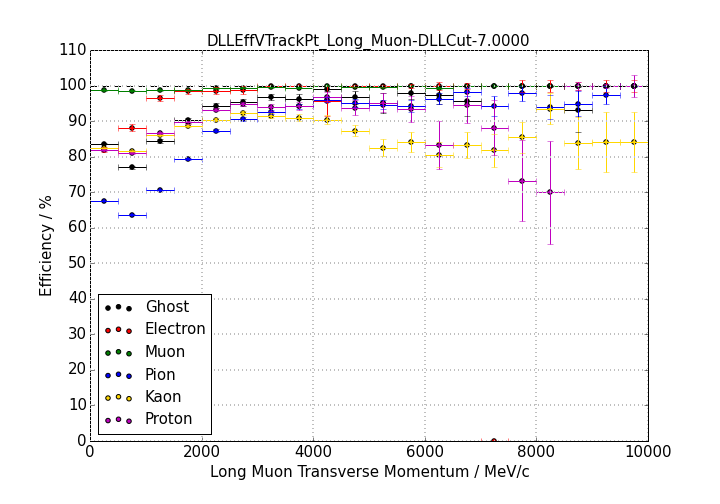 DLLEffVTrackPt_Long_Muon-DLLCut-7.0000
110
100
90
80
70
60
50
40
30
20
10
0
Efficiency / %
Ghost
Electron
Muon
Pion
Kaon
Proton
0 2000 4000 6000 8000 10000
Long Muon Transverse Momentum / MeV/c